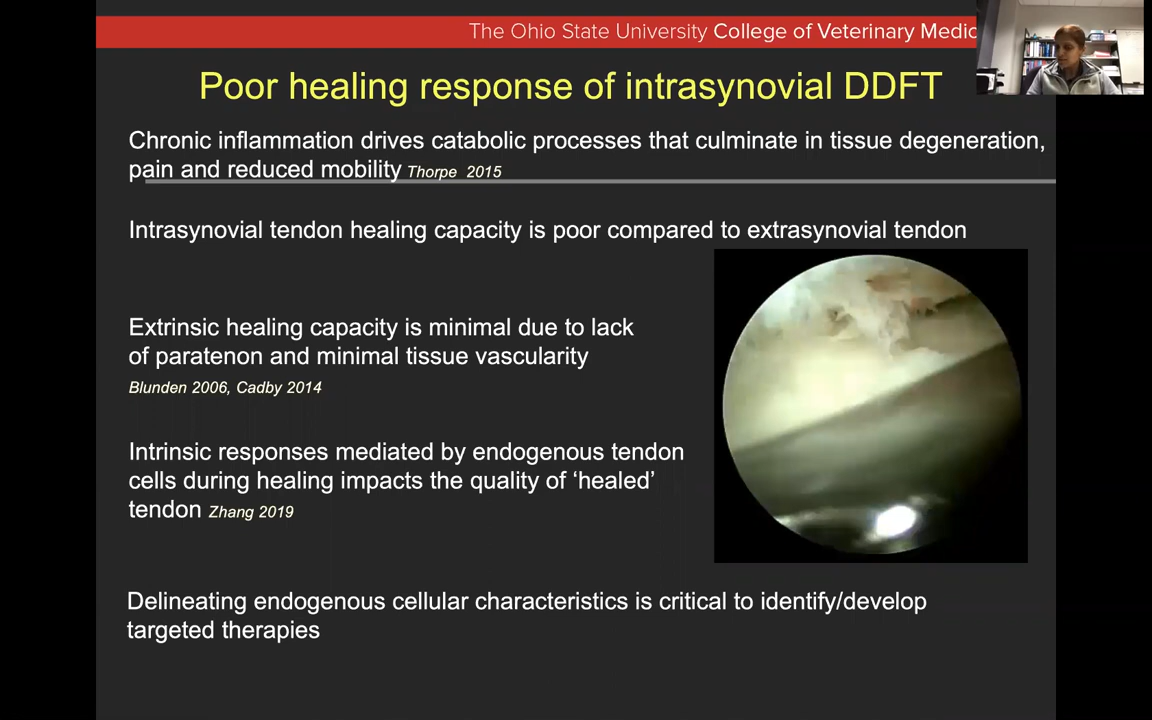 The Ohio State University College of Veterinary Medic
Poor healing response of intrasynovial DDFT
Chronic inflammation drives catabolic processes that culminate in tissue degeneration,
pain and reduced mobility Thorpe 2015
Intrasynovial tendon healing capacity is poor compared to extrasynovial tendon
Extrinsic healing capacity is minimal due to lack
of paratenon and minimal tissue vascularity
Blunden 2006, Cadby 2014
Intrinsic responses mediated by endogenous tendon
cells during healing impacts the quality of ‘healed’
tendon Zhang 2019
Delineating endogenous cellular characteristics is critical to identify/develop
targeted therapies